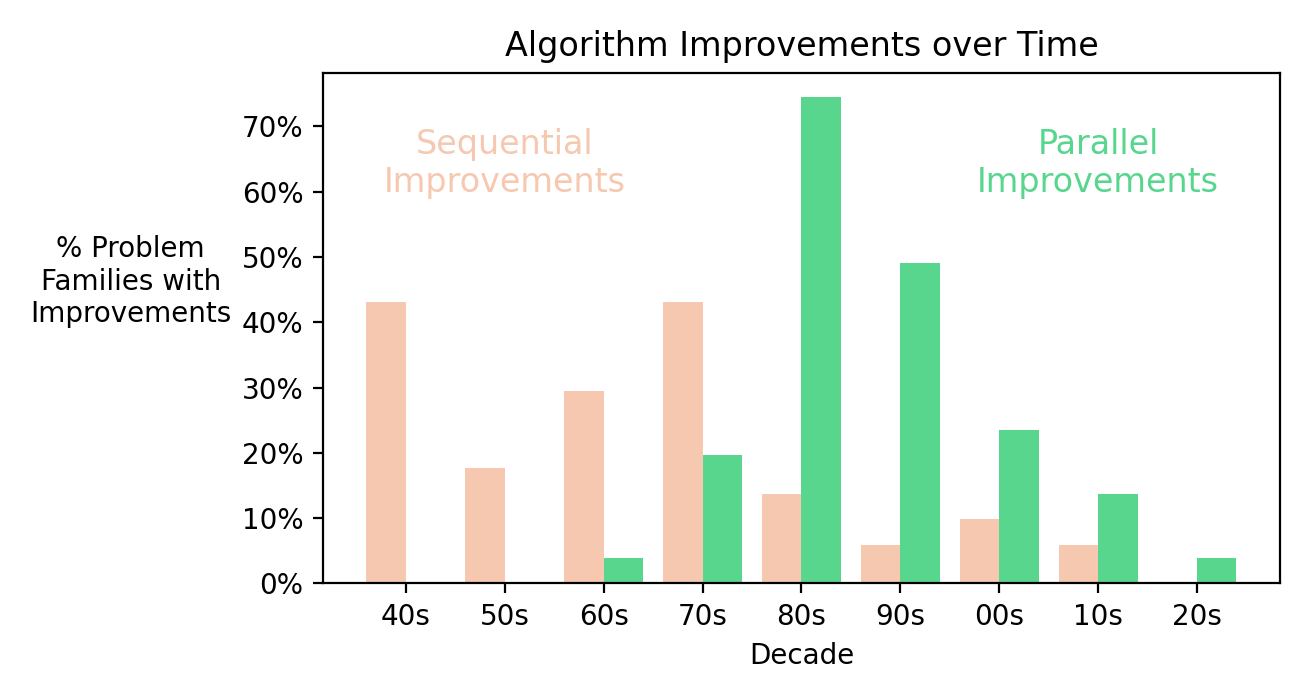 Algorithm Improvements over Time
Sequential
Improvements
Parallel
Improvements
% Problem
Families with
Improvements
70%
60%
50%
40%
30%
20%
10%
0%
40s 50s 60s 70s 80s 90s 00s 10s 20s
Decade